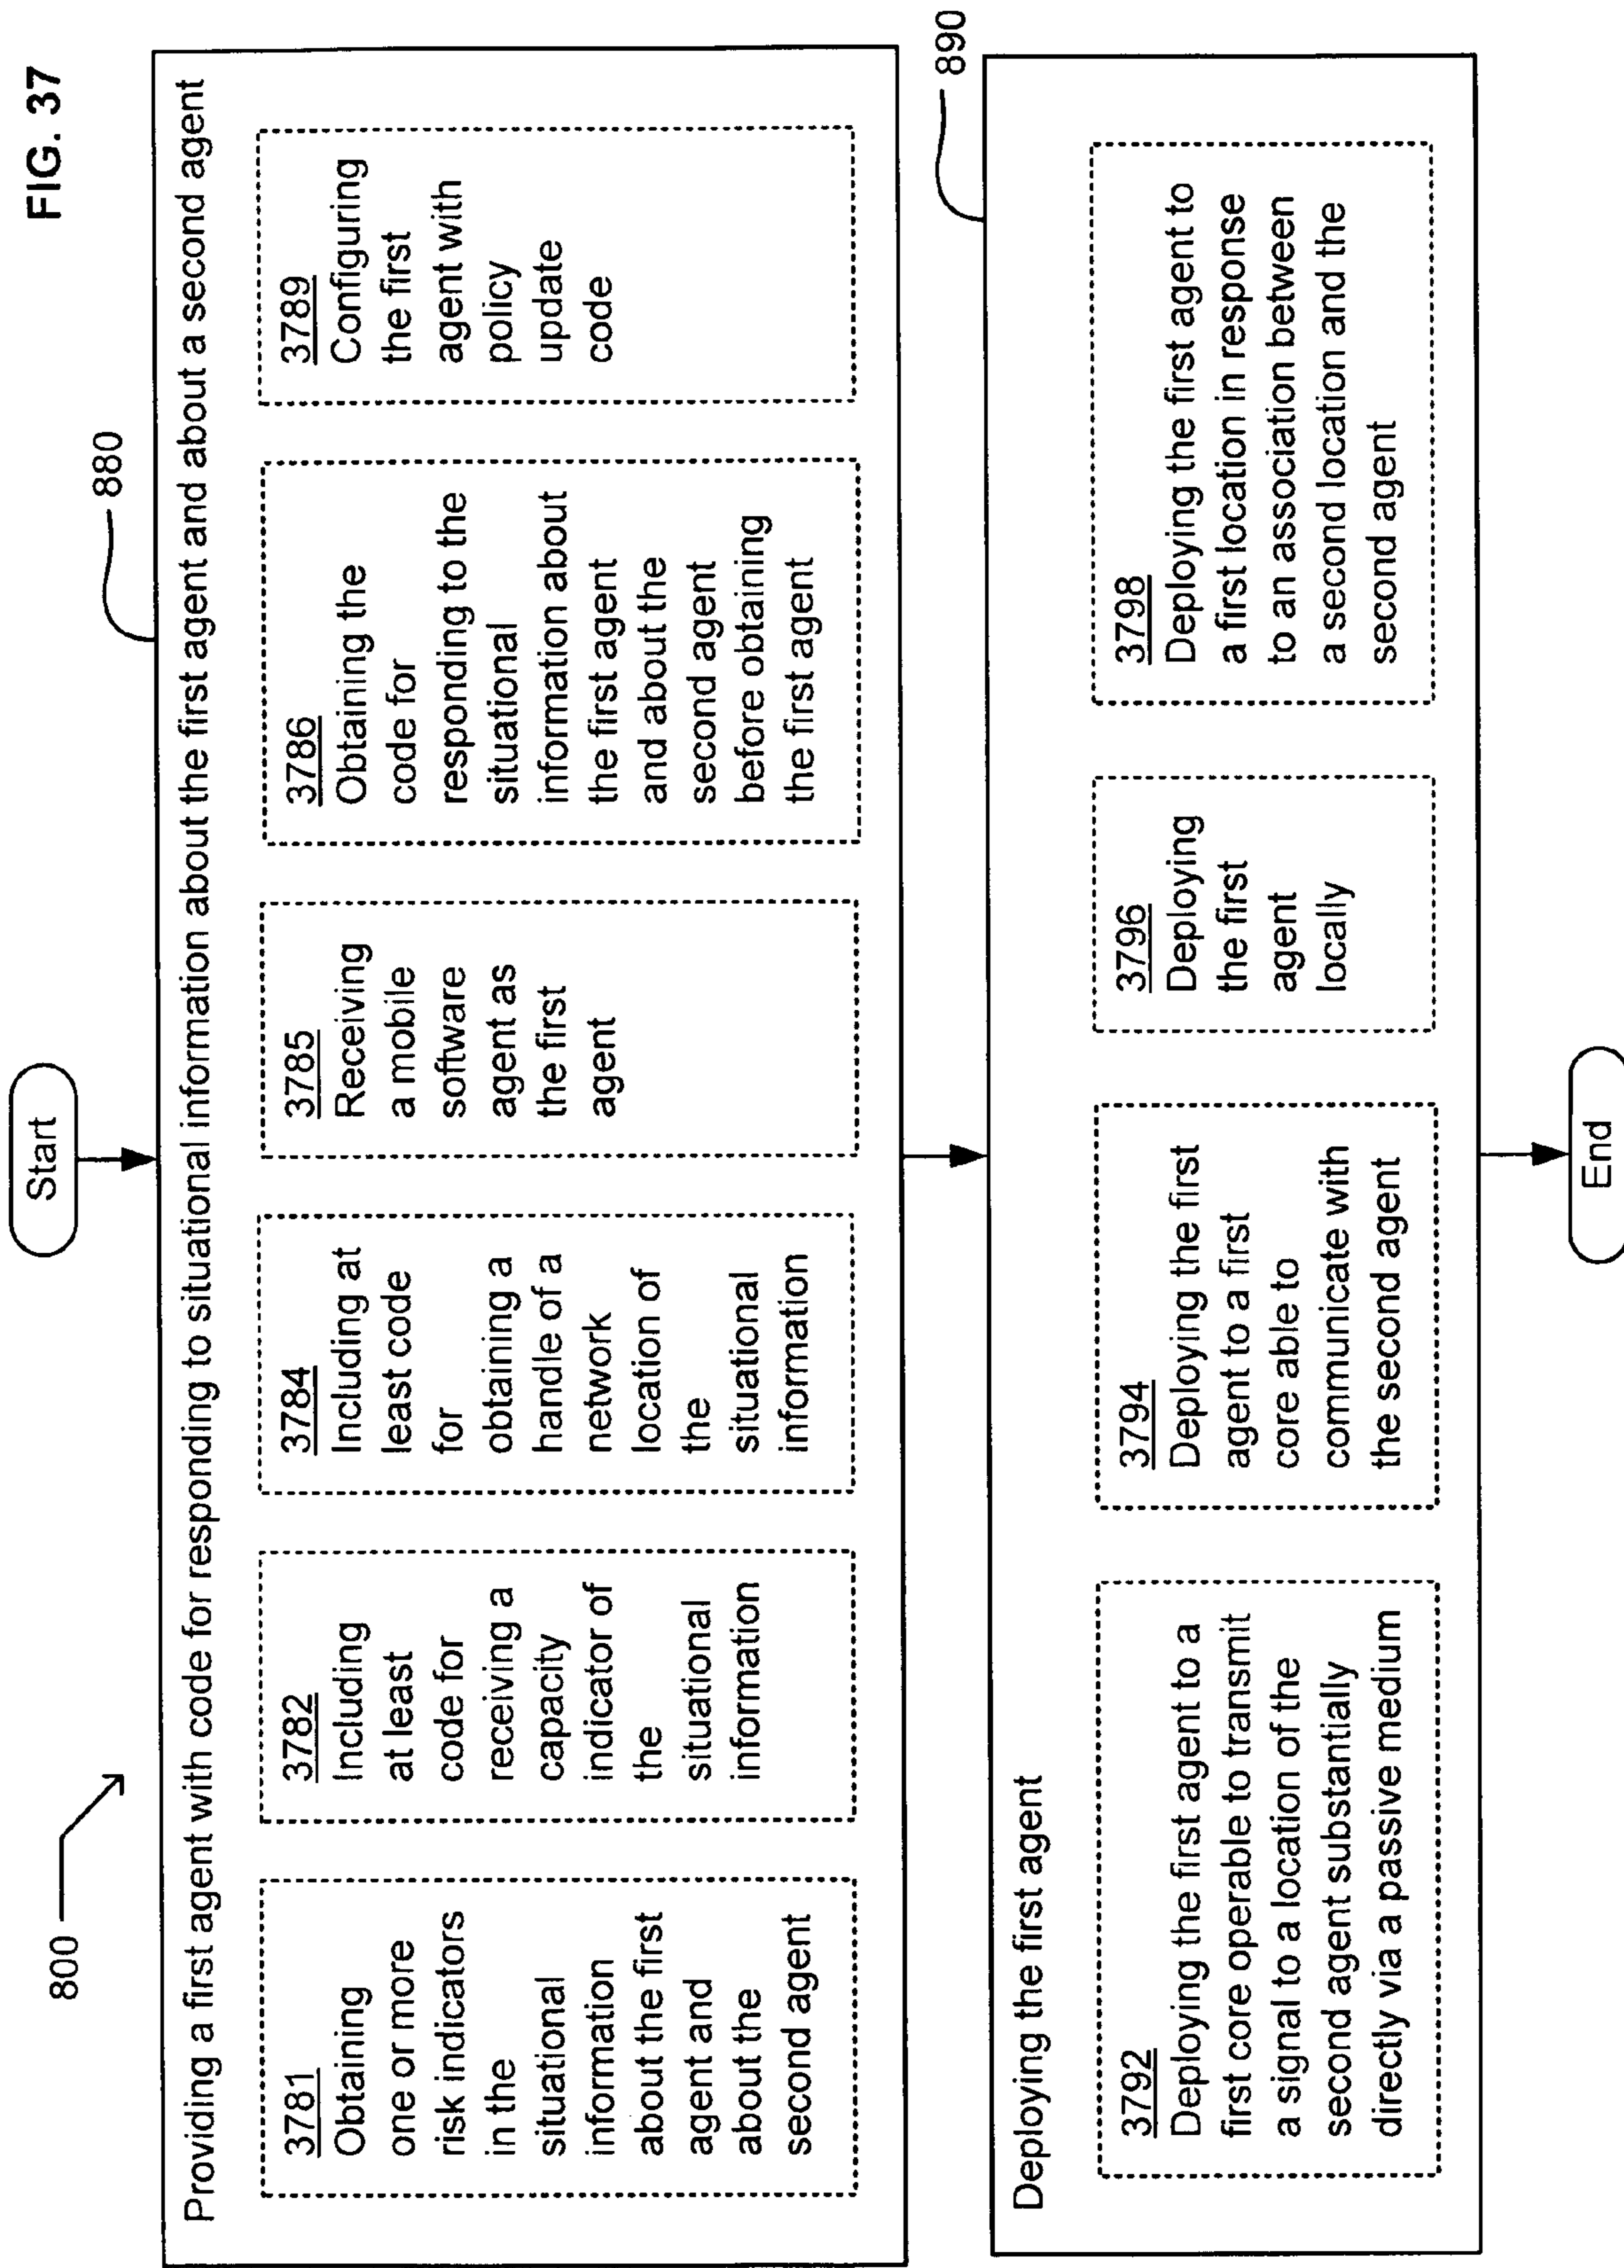 FIG. 37
800
Start
880
Providing a first agent with code for responding to situational information about the first agent and about a second agent
3781
Obtaining
one or more
risk indicators
in the
situational
information
about the first
agent and
about the
second agent
3782
Including
at least
code for
receiving a
capacity
indicator of
the
situational
information
3784
Including at
least code
for
obtaining a
handle of a
network
location of
the
situational
information
3785
Receiving
a mobile
software
agent as
the first
agent
3786
Obtaining the
code for
responding to the
situational
information about
the first agent
and about the
second agent
before obtaining
the first agent
3789
Configuring
the first
agent with
policy
update
code
890
Deploying the first agent
3792
Deploying the first agent to a
first core operable to transmit
a signal to a location of the
second agent substantially
directly via a passive medium
3794
Deploying the first
agent to a first
core able to
communicate with
the second agent
3796
Deploying
the first
agent
locally
3798
Deploying the first agent to
a first location in response
to an association between
a second location and the
second agent
End